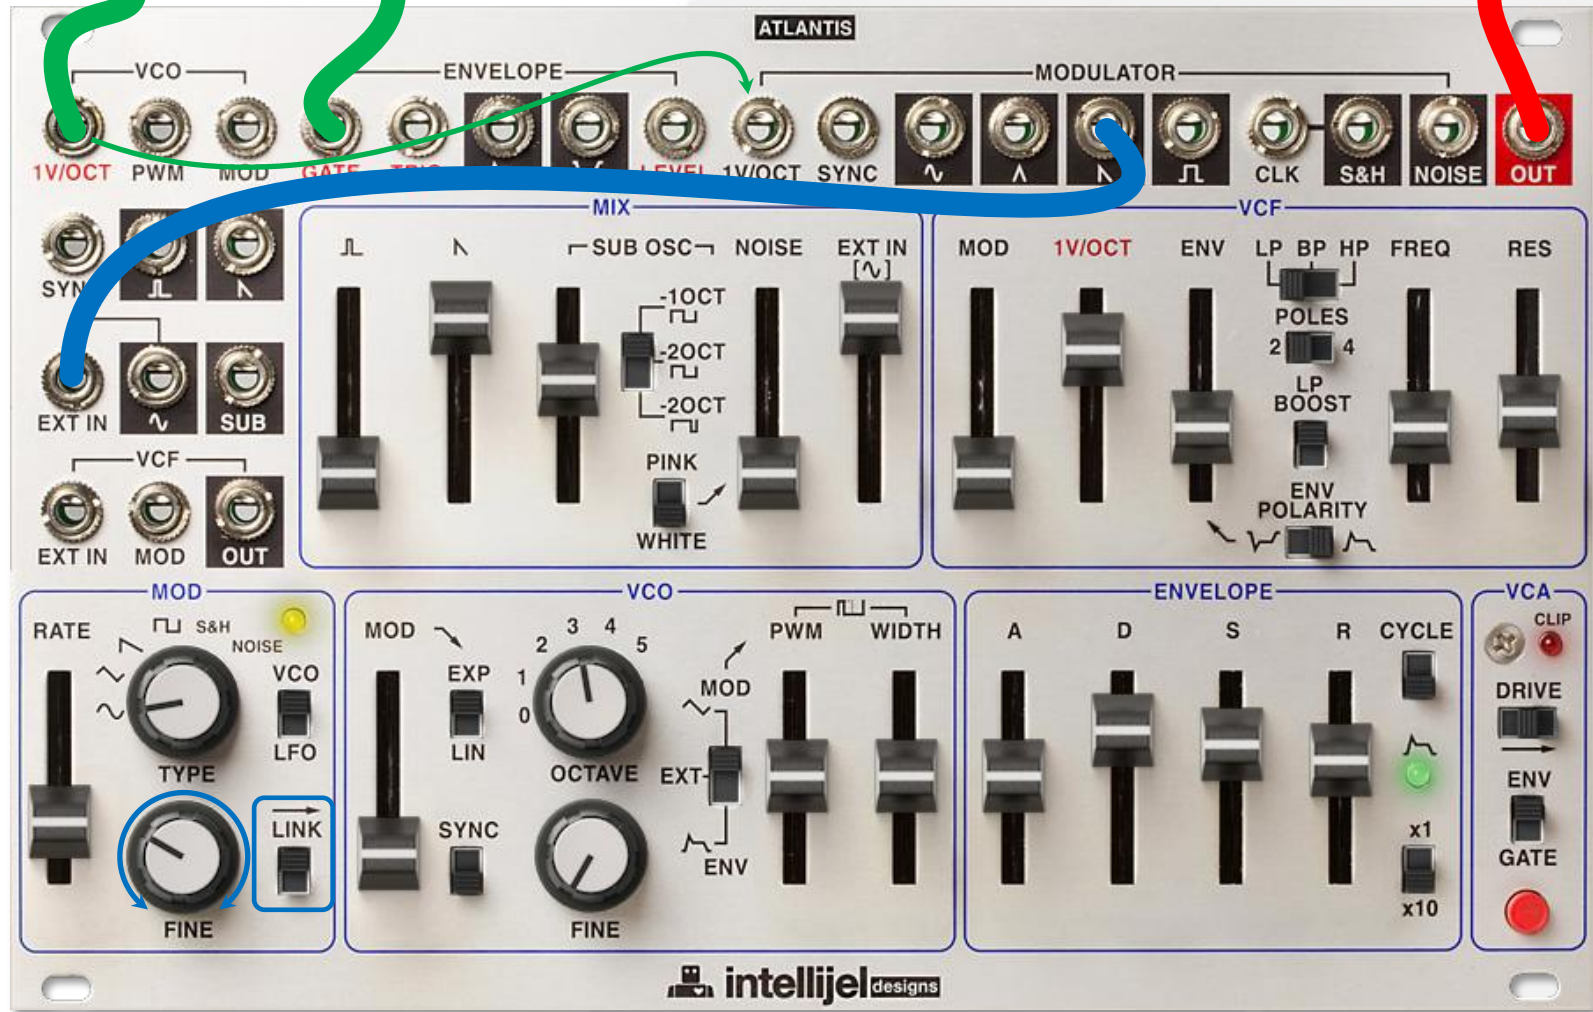 ATLANTIS
VCO
ENVELOPE
MODULATOR
1V/OCT PWM MOD GATE TRIG LEVEL 1V/OCT SYNC CLK S&H NOISE OUT
SYNC
EXT IN SUB
VCF
EXT IN MOD OUT
MIX
SUB OSC NOISE EXT IN
-1OCT
-2OCT
-2OCT
PINK
WHITE
VCF
MOD 1V/OCT ENV LP BP HP FREQ RES
POLES
2 4
LP
BOOST
ENV
POLARITY
MOD
RATE S&H
NOISE
VCO
LFO
TYPE
LINK
FINE
VCO
MOD
EXP
LIN
SYNC
0 1 2 3 4 5
OCTAVE
FINE
MOD
EXT
ENV
PWM WIDTH
ENVELOPE
A D S R CYCLE
x1
x10
VCA
CLIP
DRIVE
ENV
GATE
intellijel designs